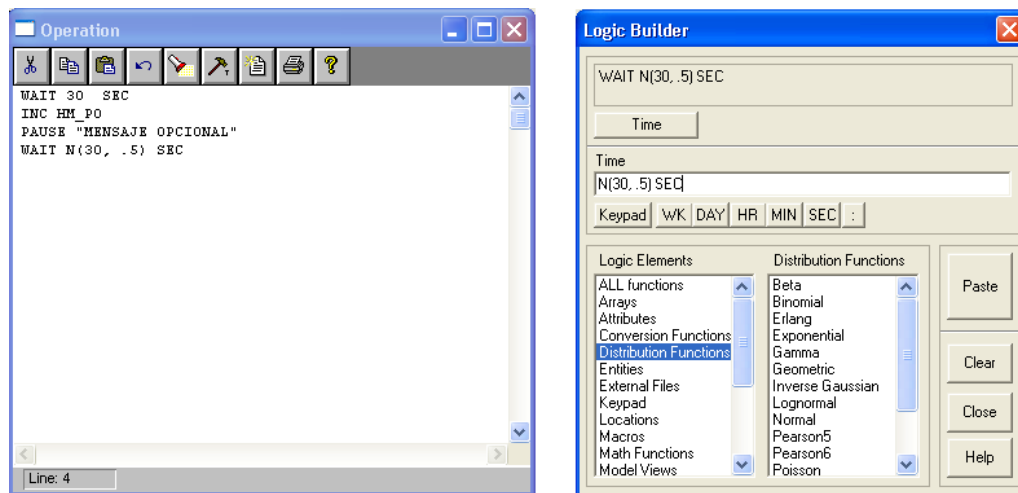 Operation
WAIT 30  SEC
INC HM_PO
PAUSE "MENSAJE OPCIONAL"
WAIT N(30, .5) SEC
Line: 4
Logic Builder
WAIT N(30, .5) SEC
Time
Time
N(30, .5) SEC
Keypad WK DAY HR MIN SEC :
Logic Elements
ALL functions
Arrays
Attributes
Conversion Functions
Distribution Functions
Entities
External Files
Keypad
Locations
Macros
Math Functions
Model Views
Distribution Functions
Beta
Binomial
Erlang
Exponential
Gamma
Geometric
Inverse Gaussian
Lognormal
Normal
Pearson5
Pearson6
Poisson
Paste
Clear
Close
Help